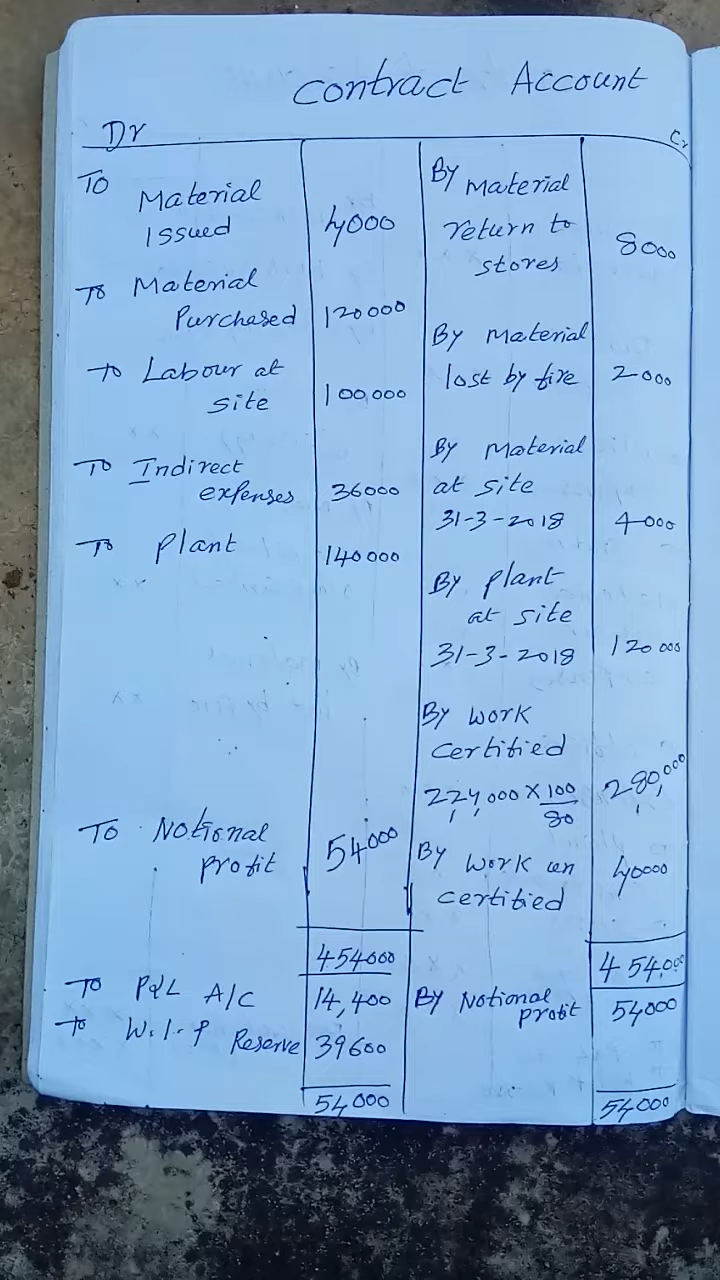 Contract Account
Dr
Cr
To
Material
Issued 4000
To Material
Purchased 120000
To Labour at
site 100,000
To Indirect
expenses 36000
To Plant 140000
To Notional
profit 54000
454000
To P&L A/C 14,400
To W.I.P Reserve 39600
54000
By
Material
return to
stores 8000
By Material
lost by fire 2000
By Material
at site
31-3-2018 4000
By plant
at site
31-3-2018 120000
By Work
certified
224,000 × 100/80 280,000
By Work un
certified 40000
454000
By Notional
profit 54000
54000